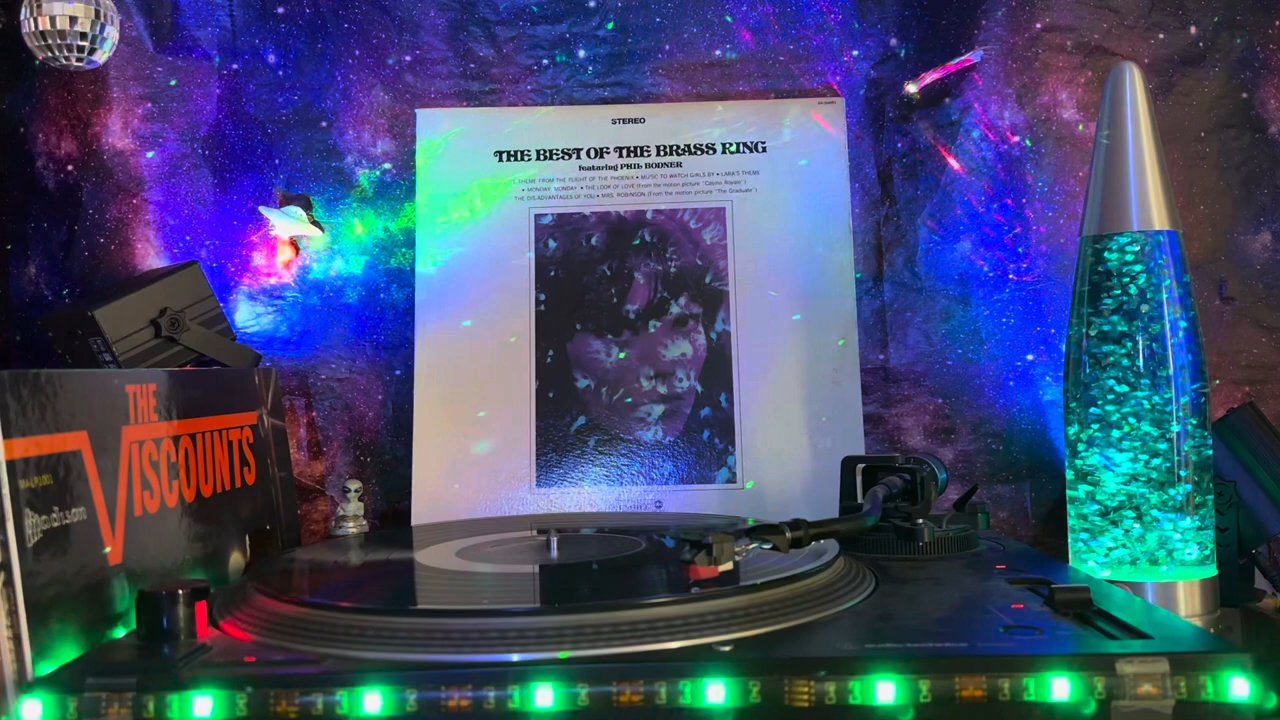 STEREO
THE BEST OF THE BRASS RING
featuring PHIL BODNER
THEME FROM THE FLIGHT OF THE PHOENIX • MUSIC TO WATCH GIRLS BY • LARA'S THEME
• MONDAY, MONDAY • THE LOOK OF LOVE (From the motion picture "Casino Royale")
THE DIS-ADVANTAGES OF YOU • MRS. ROBINSON (From the motion picture "The Graduate")
THE
VISCOUNTS
Madison